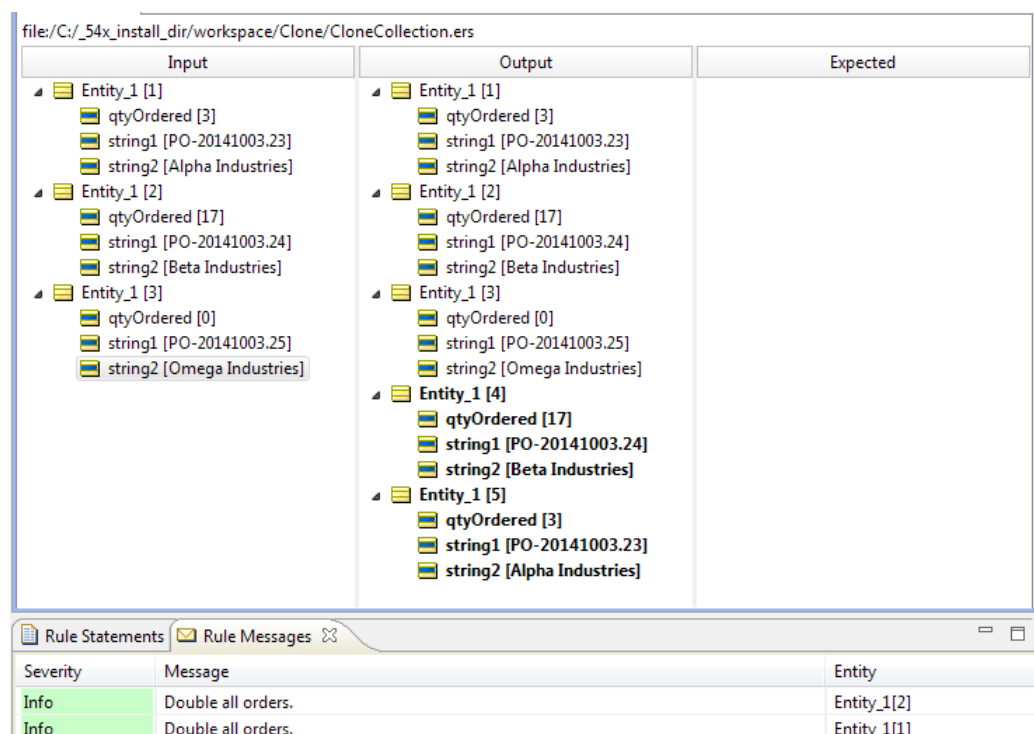 file:/C:/_54x_install_dir/workspace/Clone/CloneCollection.ers
Input Output Expected
Entity_1 [1] Entity_1 [1]
qtyOrdered [3] qtyOrdered [3]
string1 [PO-20141003.23] string1 [PO-20141003.23]
string2 [Alpha Industries] string2 [Alpha Industries]
Entity_1 [2] Entity_1 [2]
qtyOrdered [17] qtyOrdered [17]
string1 [PO-20141003.24] string1 [PO-20141003.24]
string2 [Beta Industries] string2 [Beta Industries]
Entity_1 [3] Entity_1 [3]
qtyOrdered [0] qtyOrdered [0]
string1 [PO-20141003.25] string1 [PO-20141003.25]
string2 [Omega Industries] string2 [Omega Industries]
Entity_1 [4]
qtyOrdered [17]
string1 [PO-20141003.24]
string2 [Beta Industries]
Entity_1 [5]
qtyOrdered [3]
string1 [PO-20141003.23]
string2 [Alpha Industries]
Rule Statements Rule Messages
Severity Message Entity
Info Double all orders. Entity_1[2]
Info Double all orders. Entity_1[1]